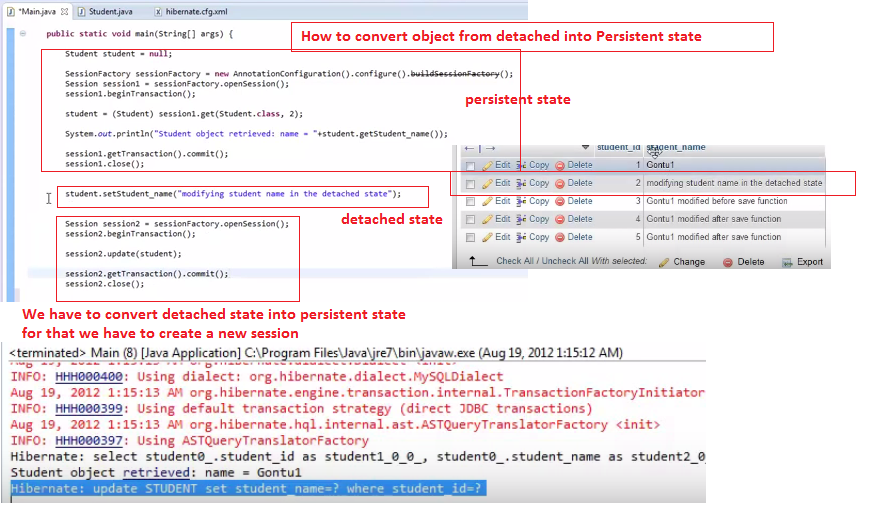 *Main.java
Student.java
hibernate.cfg.xml
public static void main(String[] args) {
How to convert object from detached into Persistent state
Student student = null;
SessionFactory sessionFactory = new AnnotationConfiguration().configure().buildSessionFactory();
Session session1 = sessionFactory.openSession();
session1.beginTransaction();
persistent state
student = (Student) session1.get(Student.class, 2);
System.out.println("Student object retrieved: name = "+student.getStudent_name());
session1.getTransaction().commit();
session1.close();
student.setStudent_name("modifying student name in the detached state");
detached state
Session session2 = sessionFactory.openSession();
session2.beginTransaction();
session2.update(student);
session2.getTransaction().commit();
session2.close();
student_id student_name
Edit Copy Delete 1 Gontu1
Edit Copy Delete 2 modifying student name in the detached state
Edit Copy Delete 3 Gontu1 modified before save function
Edit Copy Delete 4 Gontu1 modified after save function
Edit Copy Delete 5 Gontu1 modified after save function
Check All / Uncheck All With selected: Change Delete Export
We have to convert detached state into persistent state
for that we have to create a new session
<terminated> Main (8) [Java Application] C:\Program Files\Java\jre7\bin\javaw.exe (Aug 19, 2012 1:15:12 AM)
INFO: HHH000400: Using dialect: org.hibernate.dialect.MySQLDialect
Aug 19, 2012 1:15:13 AM org.hibernate.engine.transaction.internal.TransactionFactoryInitiator
INFO: HHH000399: Using default transaction strategy (direct JDBC transactions)
Aug 19, 2012 1:15:13 AM org.hibernate.hql.internal.ast.ASTQueryTranslatorFactory <init>
INFO: HHH000397: Using ASTQueryTranslatorFactory
Hibernate: select student0_.student_id as student1_0_0_, student0_.student_name as student2_0_
Student object retrieved: name = Gontu1
Hibernate: update STUDENT set student_name=? where student_id=?